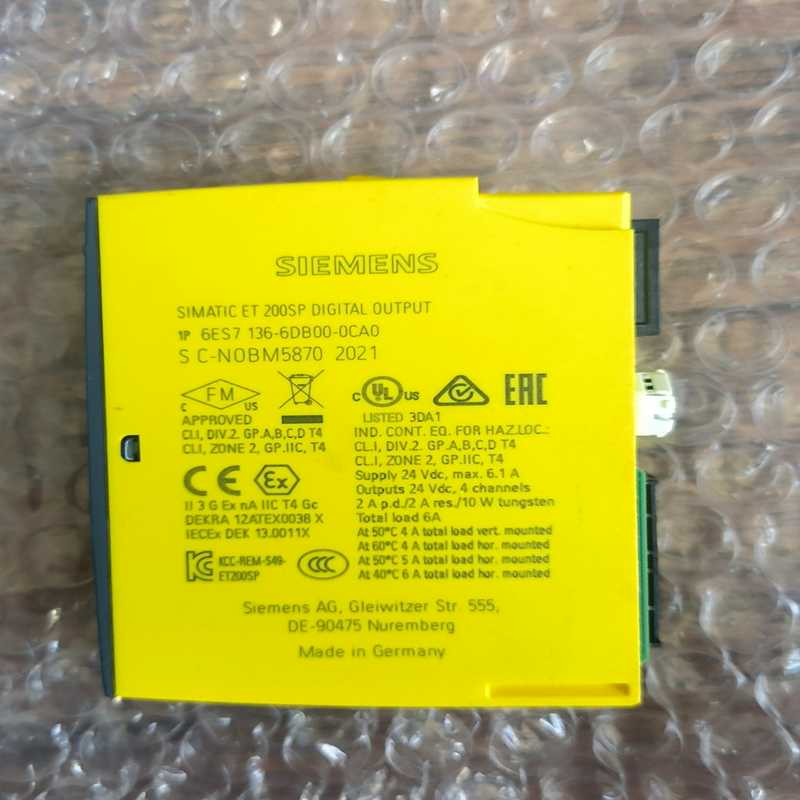 SIEMENS
SIMATIC ET 200SP DIGITAL OUTPUT
1P 6ES7 136-6DB00-0CA0
S C-N0BM5870 2021
FM
C US
APPROVED
CL.I, DIV.2. GP.A,B,C,D T4
CL.I, ZONE 2, GP.IIC, T4
C UL US
EAC
LISTED 3DA1
IND. CONT. EQ. FOR HAZ.LOC.:
CL.I, DIV.2, GP.A,B,C,D T4
CL.I, ZONE 2, GP.IIC, T4
Supply 24 Vdc, max. 6.1 A
Outputs 24 Vdc, 4 channels
2 A p.d./2 A res./10 W tungsten
Total load 6A
At 50°C 4 A total load vert. mounted
At 60°C 4 A total load hor. mounted
At 50°C 5 A total load hor. mounted
At 40°C 6 A total load hor. mounted
CE Ex
II 3 G Ex nA IIC T4 Gc
DEKRA 12ATEX0038 X
IECEx DEK 13.0011X
KCC-REM-S49-
ET200SP
CCC
Siemens AG, Gleiwitzer Str. 555,
DE-90475 Nuremberg
Made in Germany